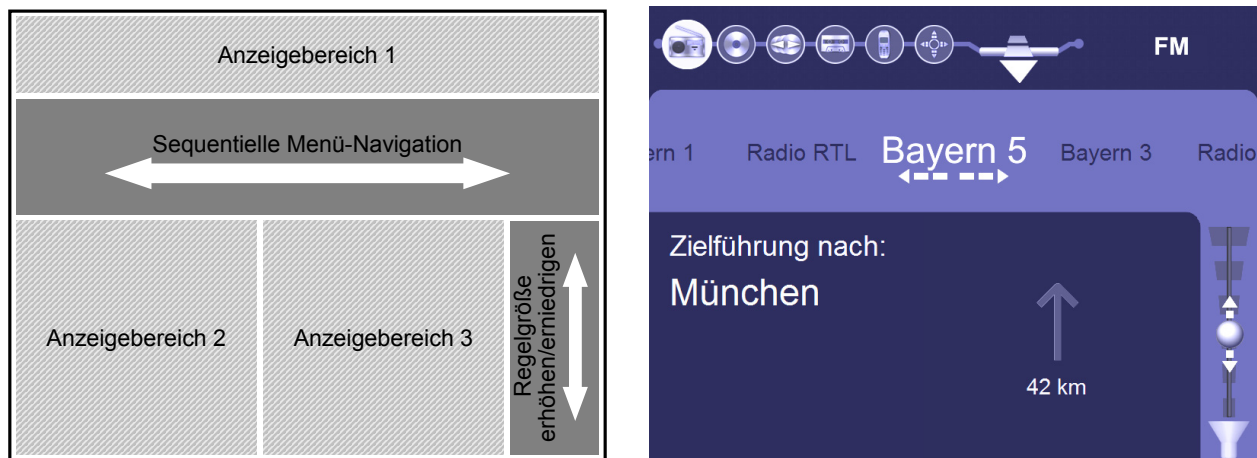 Anzeigebereich 1
Sequentielle Menü-Navigation
Anzeigebereich 2
Anzeigebereich 3
Regelgröße
erhöhen/erniedrigen
FM
ern 1
Radio RTL
Bayern 5
Bayern 3
Radio
Zielführung nach:
München
42 km